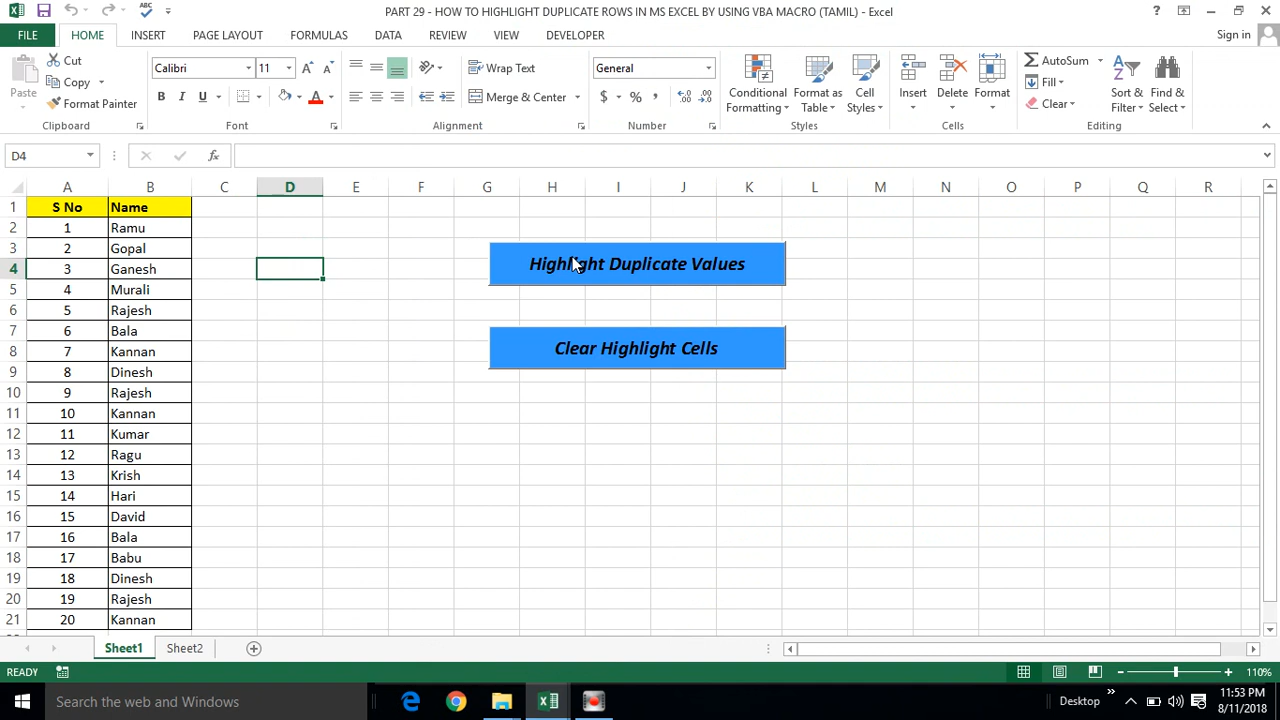 PART 29 - HOW TO HIGHLIGHT DUPLICATE ROWS IN MS EXCEL BY USING VBA MACRO (TAMIL) - Excel
?
FILE HOME INSERT PAGE LAYOUT FORMULAS DATA REVIEW VIEW DEVELOPER Sign in
Cut
Copy
Format Painter
Paste
Calibri 11
B I U
Wrap Text
Merge & Center
General
$ % ,
Conditional Formatting
Format as Table
Cell Styles
Insert
Delete
Format
AutoSum
Fill
Clear
Sort & Filter
Find & Select
Clipboard Font Alignment Number Styles Cells Editing
D4 fx
A B C D E F G H I J K L M N O P Q R
1 S No Name
2 1 Ramu
3 2 Gopal
4 3 Ganesh
5 4 Murali
6 5 Rajesh
7 6 Bala
8 7 Kannan
9 8 Dinesh
10 9 Rajesh
11 10 Kannan
12 11 Kumar
13 12 Ragu
14 13 Krish
15 14 Hari
16 15 David
17 16 Bala
18 17 Babu
19 18 Dinesh
20 19 Rajesh
21 20 Kannan
Highlight Duplicate Values
Clear Highlight Cells
Sheet1 Sheet2
READY 110%
Search the web and Windows
Desktop
11:53 PM
8/11/2018